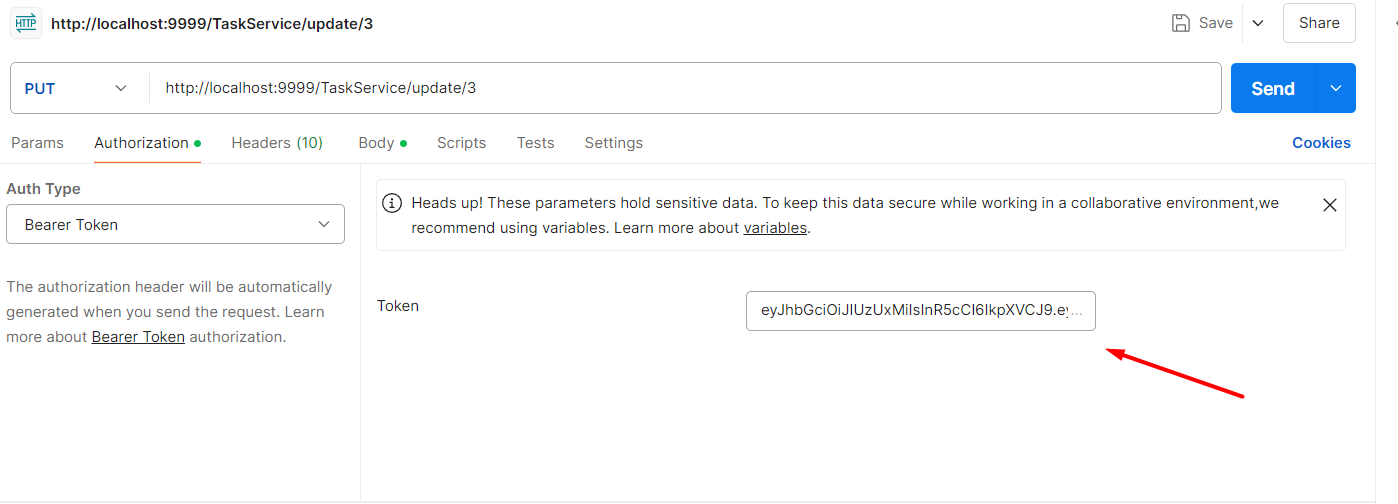 HTTP
http://localhost:9999/TaskService/update/3
Save
Share
PUT
http://localhost:9999/TaskService/update/3
Send
Params
Authorization
Headers (10)
Body
Scripts
Tests
Settings
Cookies
Auth Type
Bearer Token
The authorization header will be automatically
generated when you send the request. Learn
more about Bearer Token authorization.
Heads up! These parameters hold sensitive data. To keep this data secure while working in a collaborative environment,we
recommend using variables. Learn more about variables.
Token
eyJhbGciOiJIUzUxMiIsInR5cCI6IkpXVCJ9.ey...